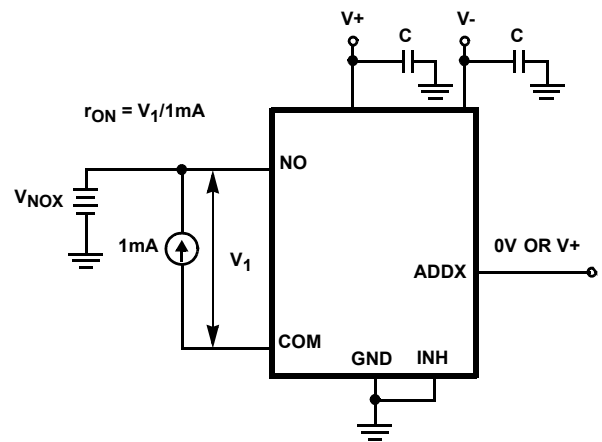 V+
C
V-
C
rON = V1/1mA
NO
VNOX
1mA
V1
0V OR V+
ADDX
COM
GND
INH